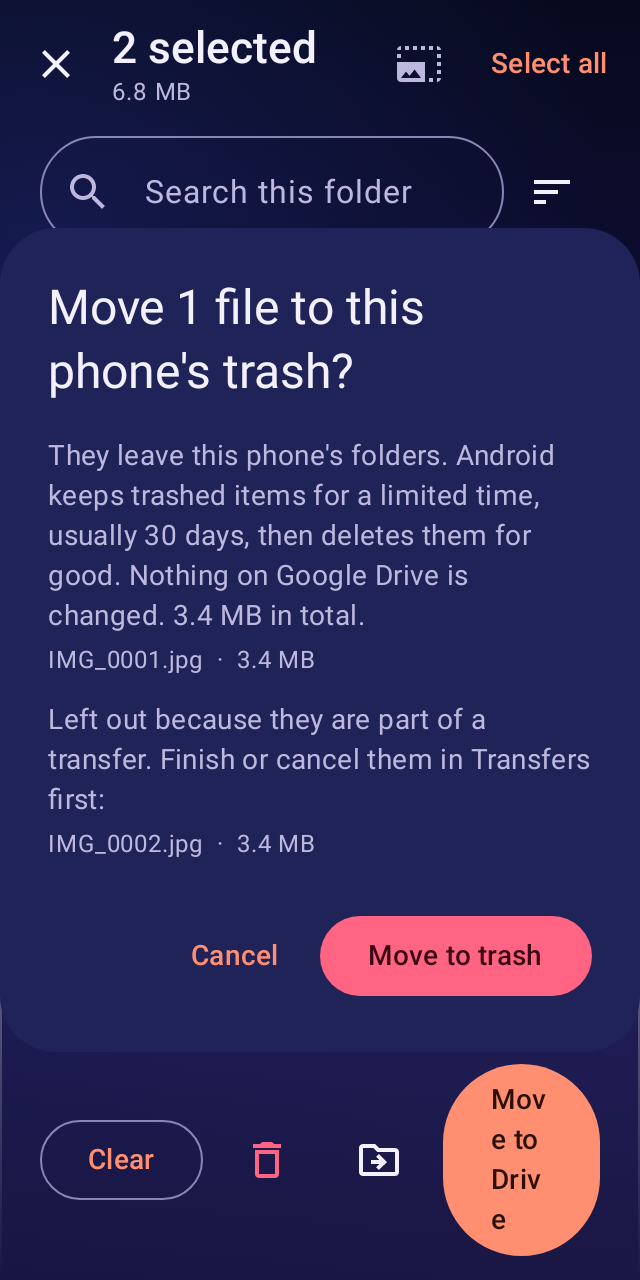 2 selected
6.8 MB
Select all
Search this folder
Move 1 file to this
phone's trash?
They leave this phone's folders. Android
keeps trashed items for a limited time,
usually 30 days, then deletes them for
good. Nothing on Google Drive is
changed. 3.4 MB in total.
IMG_0001.jpg · 3.4 MB
Left out because they are part of a
transfer. Finish or cancel them in Transfers
first:
IMG_0002.jpg · 3.4 MB
Cancel
Move to trash
Clear
Mov
e to
Driv
e